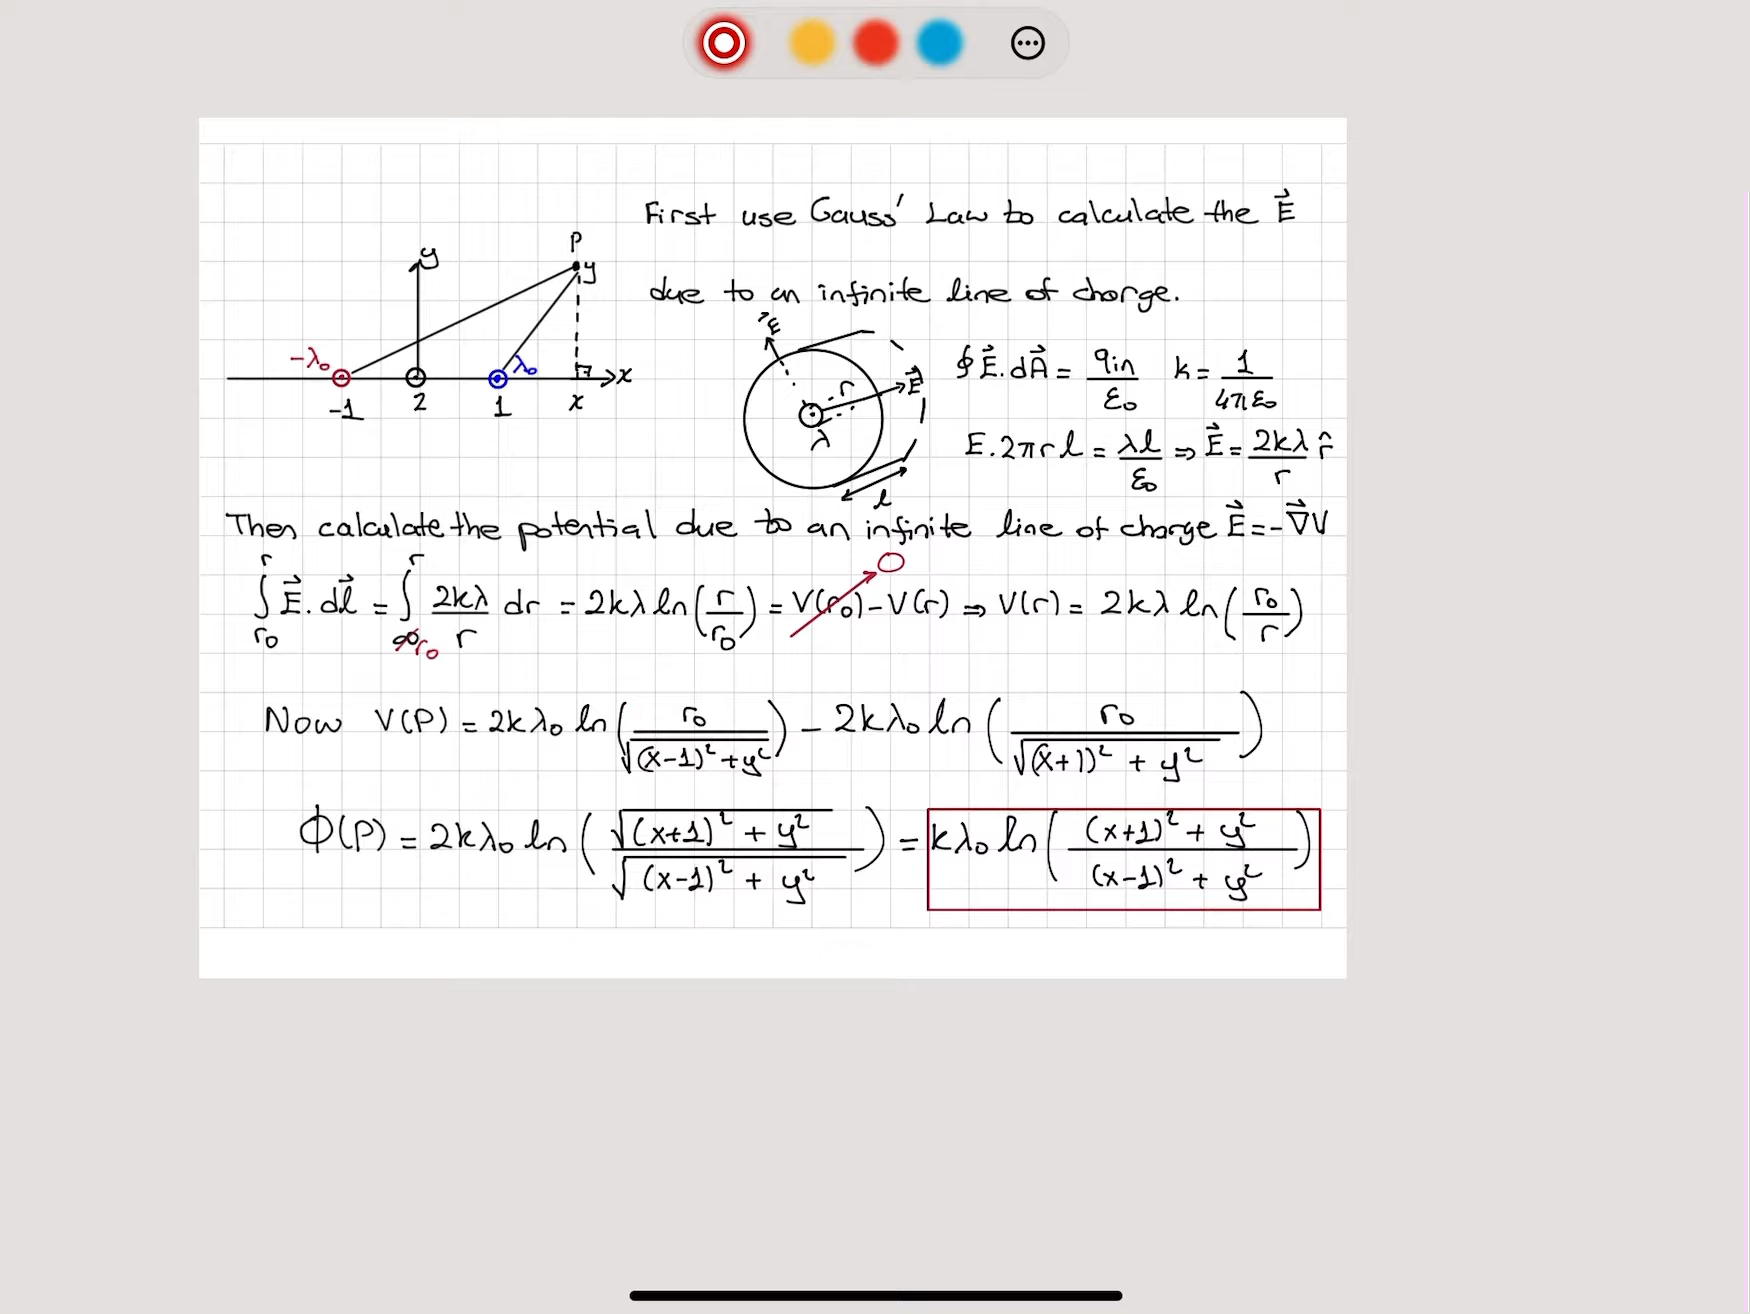 First use Gauss' Law to calculate the E⃗
due to an infinite line of charge.
y
P
y
-λ₀
λ₀
x
-1 2 1 x
E⃗
r
E⃗
λ
l
∮E⃗.dA⃗ = qin/ε₀ k = 1/4πε₀
E.2πrl = λl/ε₀ ⇒ E⃗ = 2kλ/r r̂
Then calculate the potential due to an infinite line of charge E⃗ = -∇⃗V
∫_{r₀}^{r} E⃗.dl⃗ = ∫_{∞ r₀}^{r} 2kλ/r dr = 2kλ ln(r/r₀) = V(r₀) - V(r) ⇒ V(r) = 2kλ ln(r₀/r)
0
Now V(P) = 2kλ₀ ln(r₀/√((x-1)² + y²)) - 2kλ₀ ln(r₀/√((x+1)² + y²))
Φ(P) = 2kλ₀ ln(√((x+1)² + y²)/√((x-1)² + y²)) = kλ₀ ln((x+1)² + y²/(x-1)² + y²)